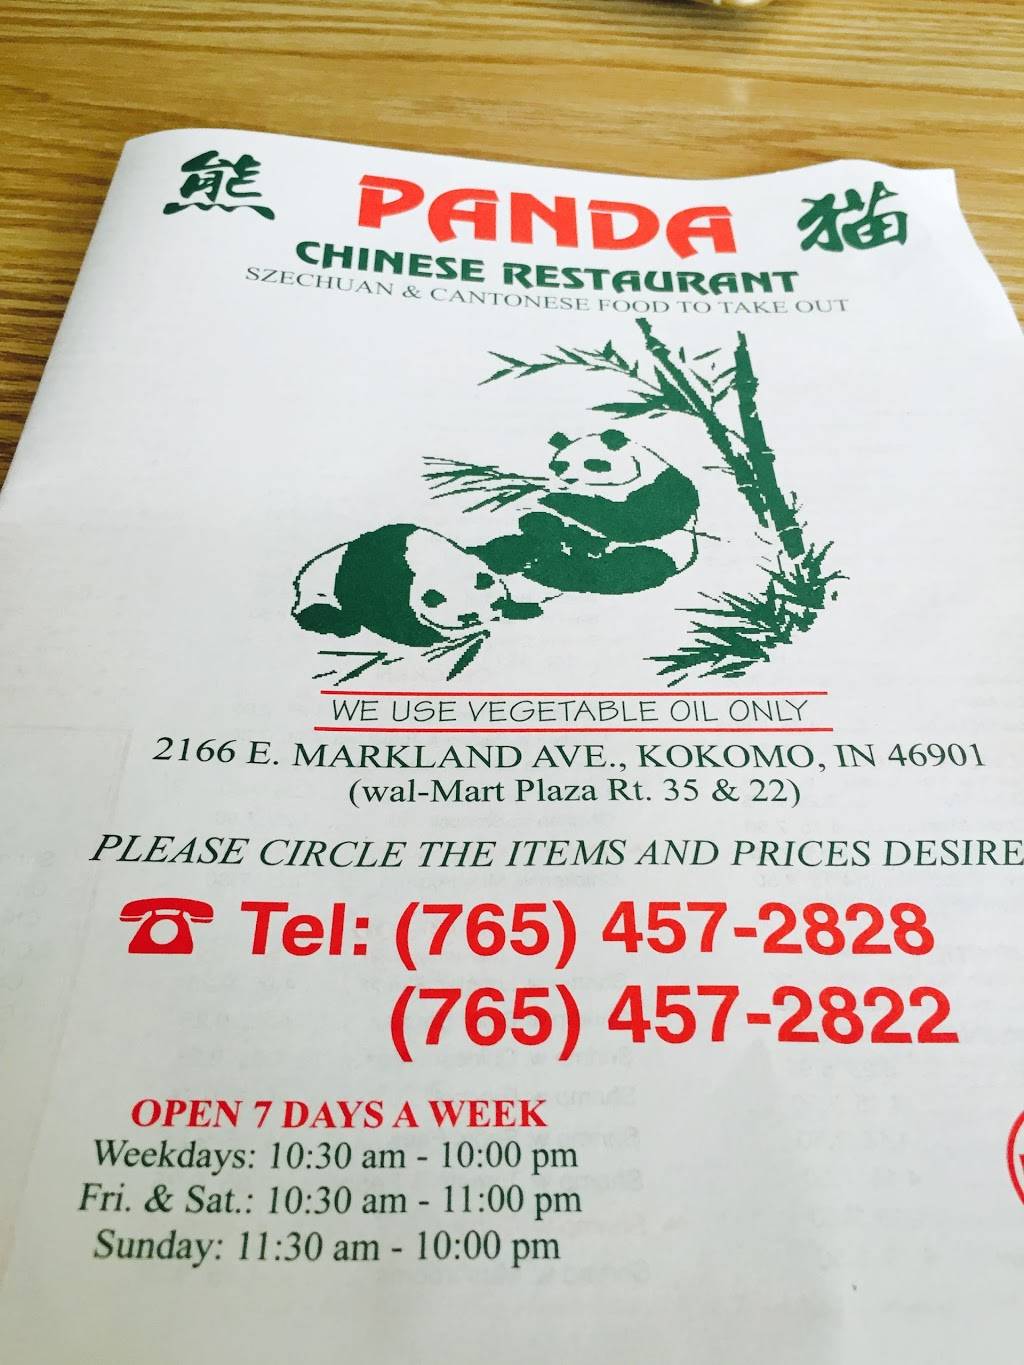 熊 PANDA 猫
CHINESE RESTAURANT
SZECHUAN & CANTONESE FOOD TO TAKE OUT
WE USE VEGETABLE OIL ONLY
2166 E. MARKLAND AVE., KOKOMO, IN 46901
(wal-Mart Plaza Rt. 35 & 22)
PLEASE CIRCLE THE ITEMS AND PRICES DESIRE
Tel: (765) 457-2828
(765) 457-2822
OPEN 7 DAYS A WEEK
Weekdays: 10:30 am - 10:00 pm
Fri. & Sat.: 10:30 am - 11:00 pm
Sunday: 11:30 am - 10:00 pm